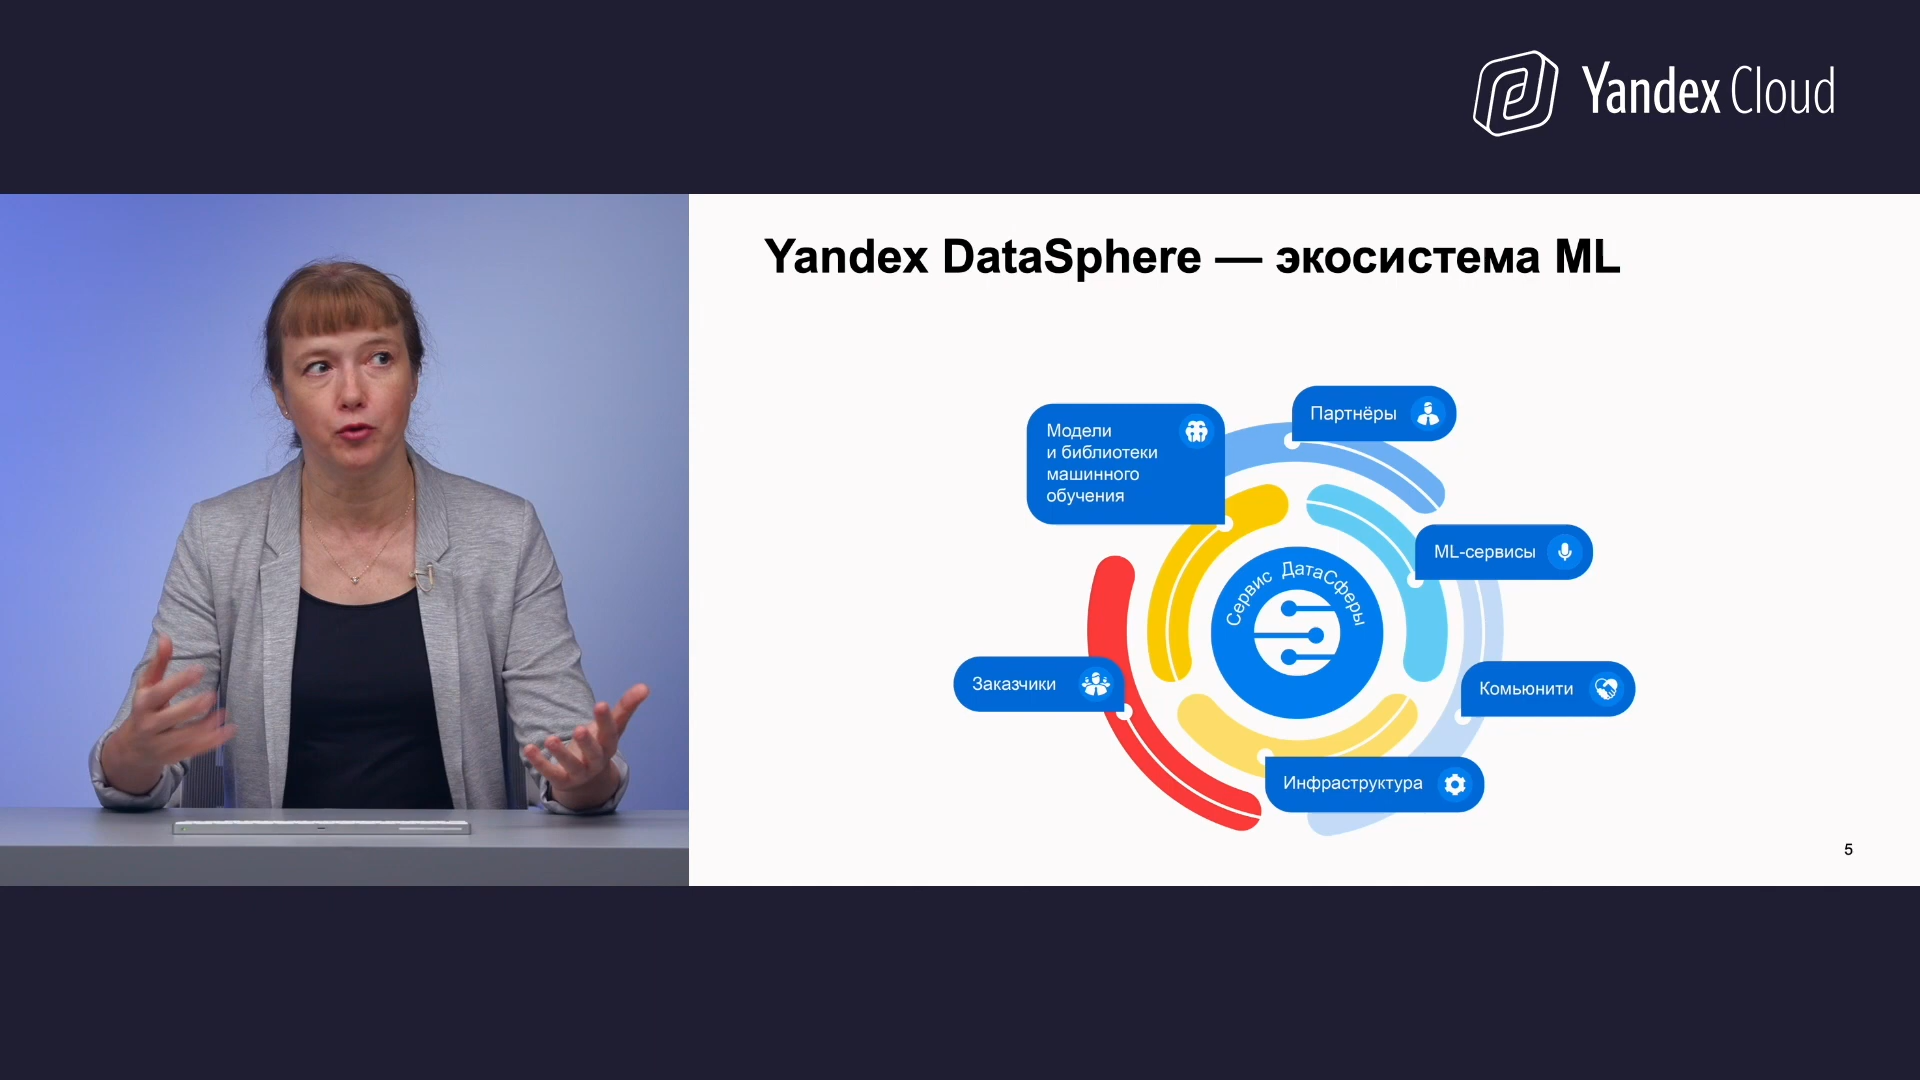 Yandex Cloud
Yandex DataSphere — экосистема ML
Партнёры
Модели
и библиотеки
машинного
обучения
ML-сервисы
Сервис ДатаСферы
Заказчики
Комьюнити
Инфраструктура
5